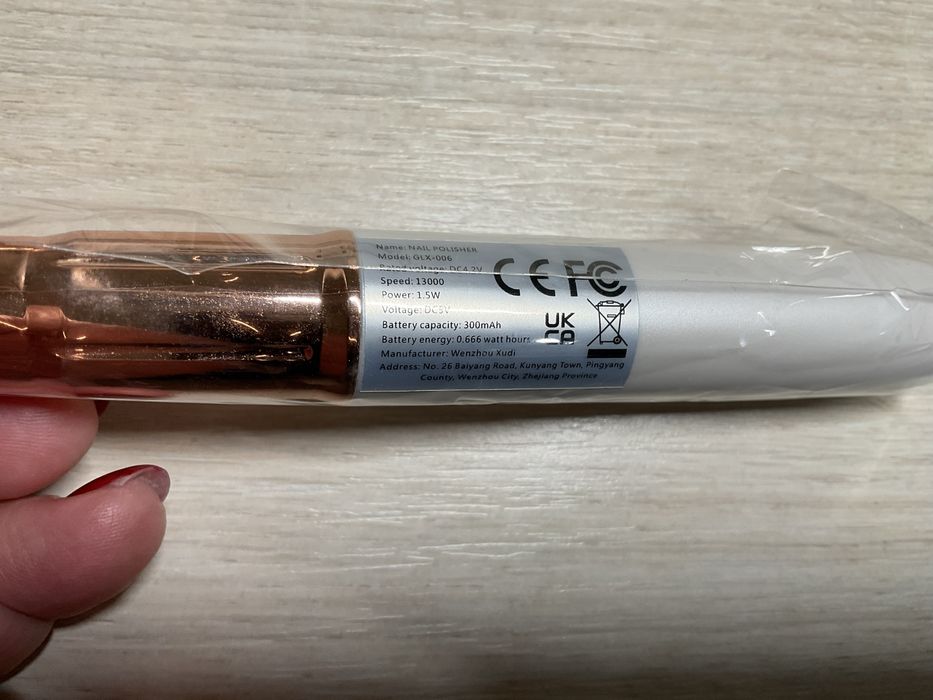 Name: NAIL POLISHER
Model: GLX-006
Rated voltage: DC4.2V
Speed: 13000
Power: 1.5W
Voltage: DC5V
Battery capacity: 300mAh
Battery energy: 0.666 watt hours
Manufacturer: Wenzhou Xudi
Address: No. 26 Baiyang Road, Kunyang Town, Pingyang
County, Wenzhou City, Zhejiang Province
CE FC
UK
CA